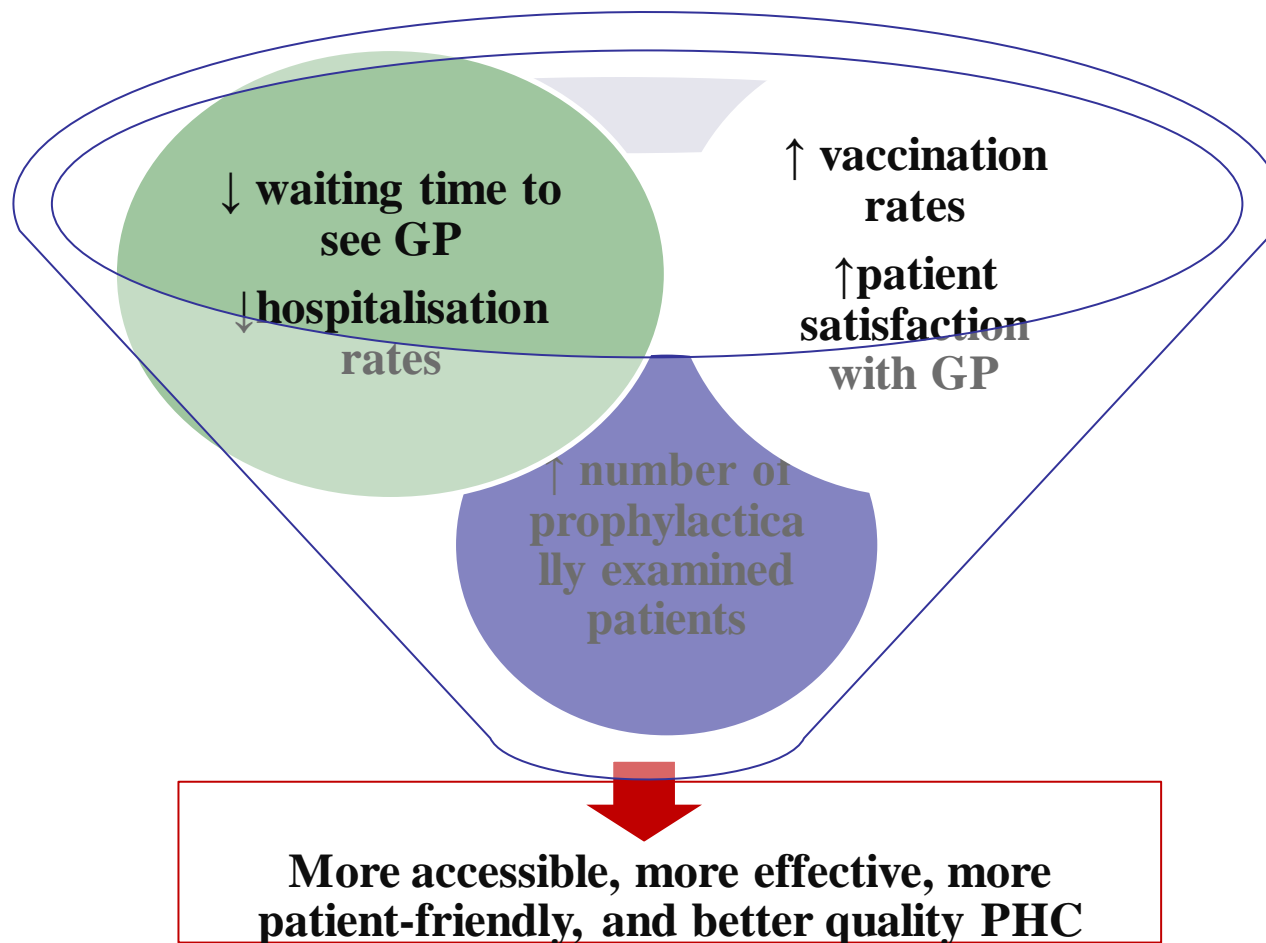 ↓ waiting time to
see GP
↓hospitalisation
rates
↑ vaccination
rates
↑patient
satisfaction
with GP
↑ number of
prophylactica
lly examined
patients
More accessible, more effective, more
patient-friendly, and better quality PHC